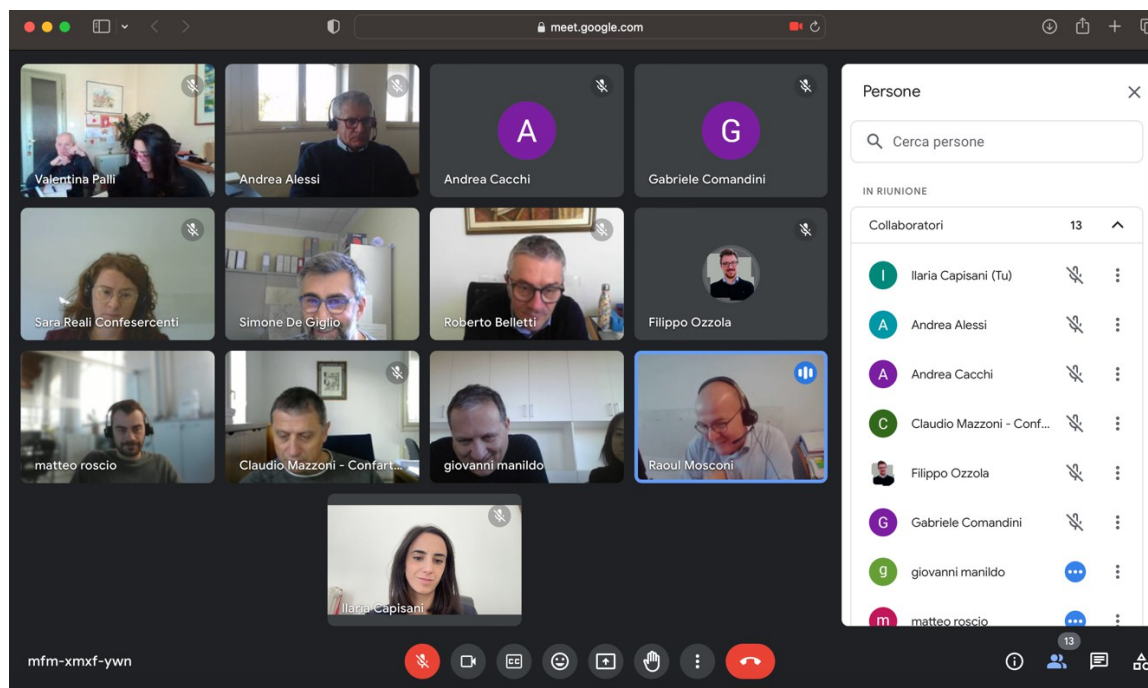 meet.google.com
Valentina Palli
Andrea Alessi
A
Andrea Cacchi
G
Gabriele Comandini
Sara Reali Confesercenti
Simone De Giglio
Roberto Belletti
Filippo Ozzola
matteo roscio
Claudio Mazzoni - Confart...
giovanni manildo
Raoul Mosconi
Ilaria Capisani
Persone
Cerca persone
IN RIUNIONE
Collaboratori 13
I Ilaria Capisani (Tu)
A Andrea Alessi
A Andrea Cacchi
C Claudio Mazzoni - Conf...
Filippo Ozzola
G Gabriele Comandini
g giovanni manildo
m matteo roscio
mfm-xmxf-ywn
CC
13